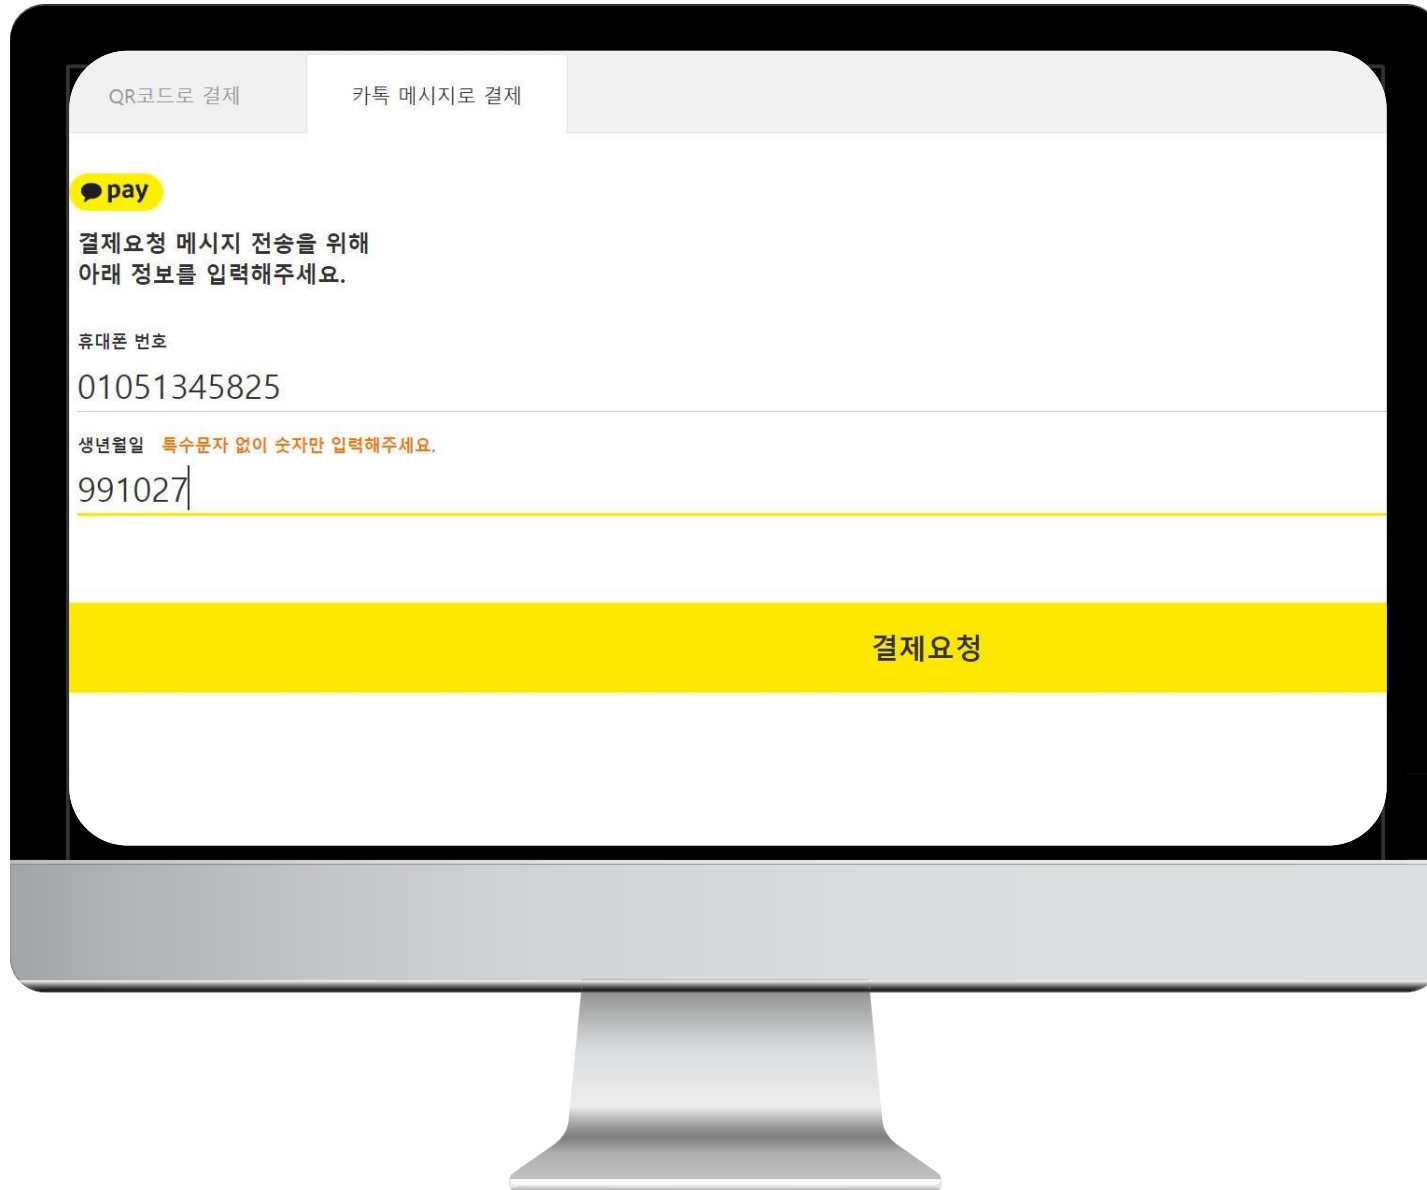 QR코드로 결제
카톡 메시지로 결제
pay
결제요청 메시지 전송을 위해
아래 정보를 입력해주세요.
휴대폰 번호
01051345825
생년월일 특수문자 없이 숫자만 입력해주세요.
991027
결제요청